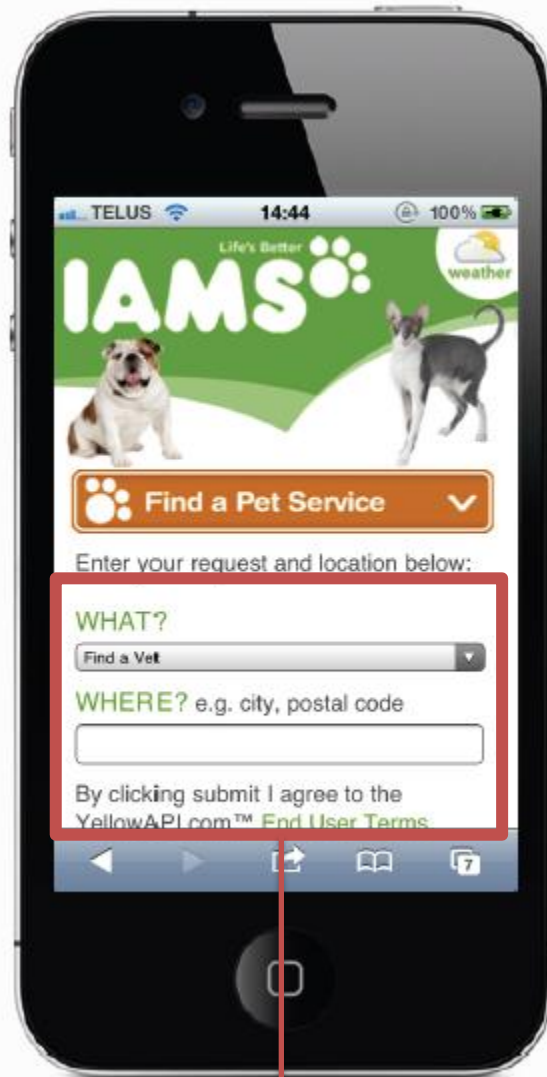 TELUS 14:44 100%
Life's Better
IAMS
weather
Find a Pet Service
Enter your request and location below:
WHAT?
Find a Vet
WHERE? e.g. city, postal code
By clicking submit I agree to the
YellowAPI.com™ End User Terms
7